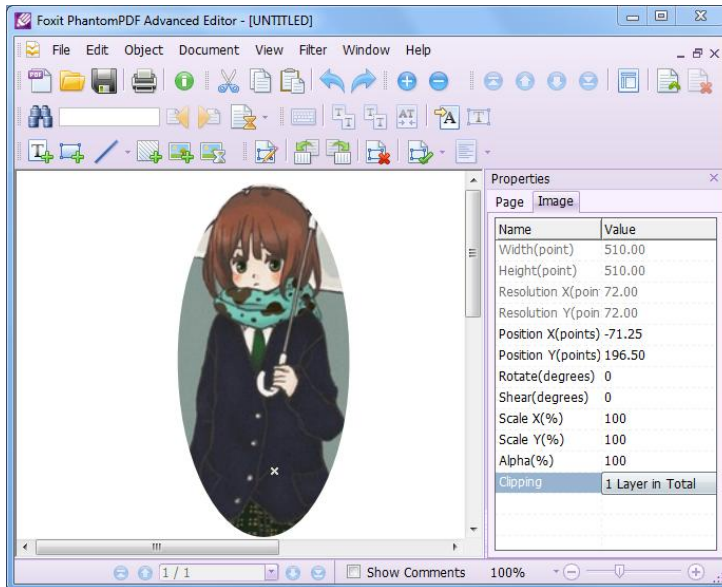 Foxit PhantomPDF Advanced Editor - [UNTITLED]
File Edit Object Document View Filter Window Help
Properties
Page Image
Name Value
Width(point) 510.00
Height(point) 510.00
Resolution X(poin 72.00
Resolution Y(poin 72.00
Position X(points) -71.25
Position Y(points) 196.50
Rotate(degrees) 0
Shear(degrees) 0
Scale X(%) 100
Scale Y(%) 100
Alpha(%) 100
Clipping 1 Layer in Total
1 / 1 Show Comments 100%